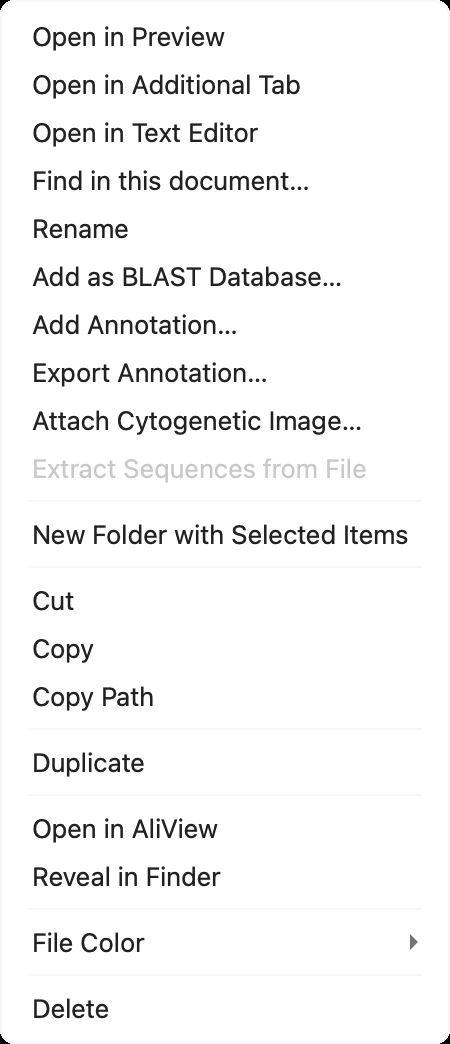 Open in Preview
Open in Additional Tab
Open in Text Editor
Find in this document...
Rename
Add as BLAST Database...
Add Annotation...
Export Annotation...
Attach Cytogenetic Image...
Extract Sequences from File
New Folder with Selected Items
Cut
Copy
Copy Path
Duplicate
Open in AliView
Reveal in Finder
File Color
Delete